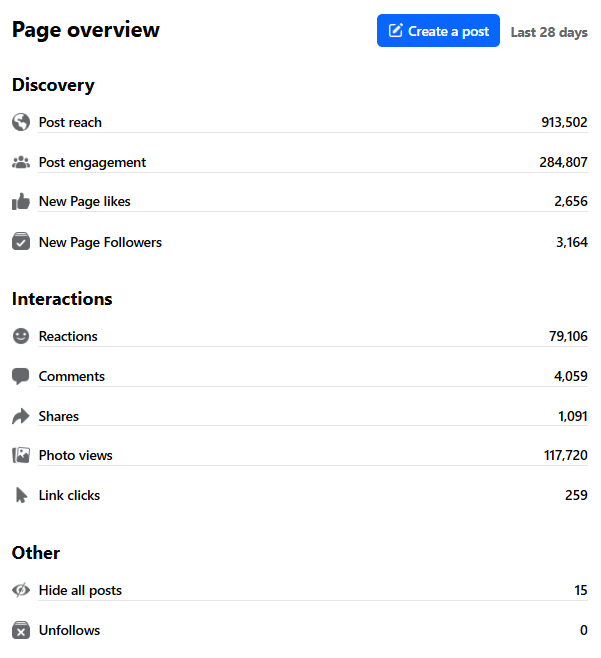 Page overview
Create a post
Last 28 days
Discovery
Post reach 913,502
Post engagement 284,807
New Page likes 2,656
New Page Followers 3,164
Interactions
Reactions 79,106
Comments 4,059
Shares 1,091
Photo views 117,720
Link clicks 259
Other
Hide all posts 15
Unfollows 0